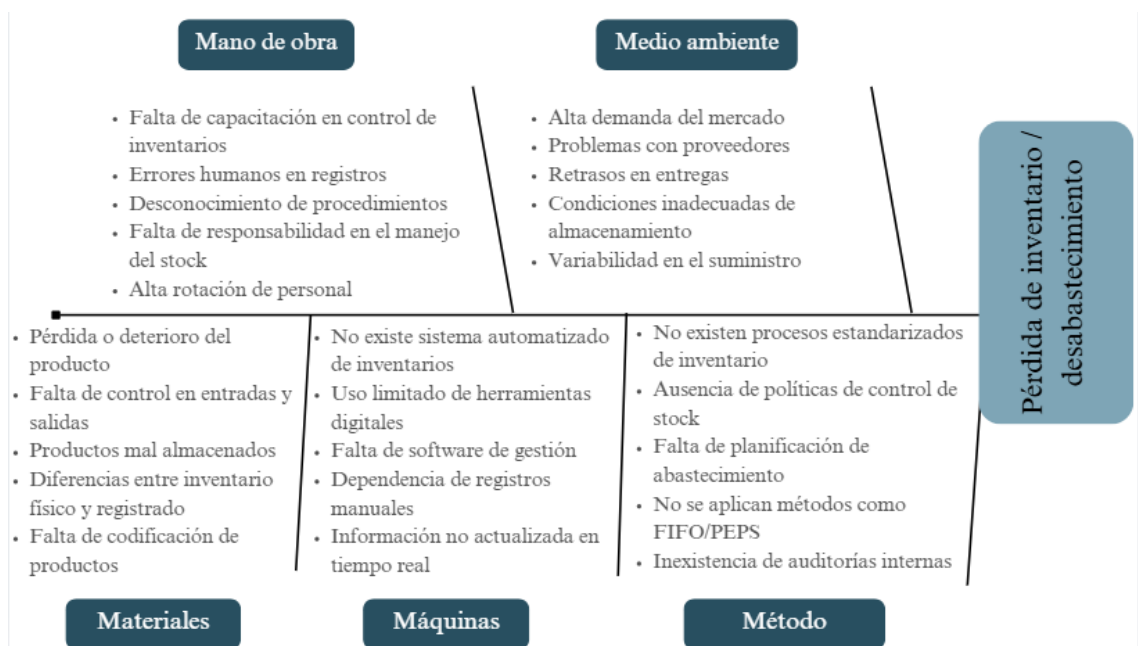 Mano de obra
• Falta de capacitación en control de
inventarios
• Errores humanos en registros
• Desconocimiento de procedimientos
• Falta de responsabilidad en el manejo
del stock
• Alta rotación de personal
Medio ambiente
• Alta demanda del mercado
• Problemas con proveedores
• Retrasos en entregas
• Condiciones inadecuadas de
almacenamiento
• Variabilidad en el suministro
Pérdida de inventario /
desabastecimiento
• Pérdida o deterioro del
producto
• Falta de control en entradas y
salidas
• Productos mal almacenados
• Diferencias entre inventario
físico y registrado
• Falta de codificación de
productos
Materiales
• No existe sistema automatizado
de inventarios
• Uso limitado de herramientas
digitales
• Falta de software de gestión
• Dependencia de registros
manuales
• Información no actualizada en
tiempo real
Máquinas
• No existen procesos estandarizados
de inventario
• Ausencia de políticas de control de
stock
• Falta de planificación de
abastecimiento
• No se aplican métodos como
FIFO/PEPS
• Inexistencia de auditorías internas
Método